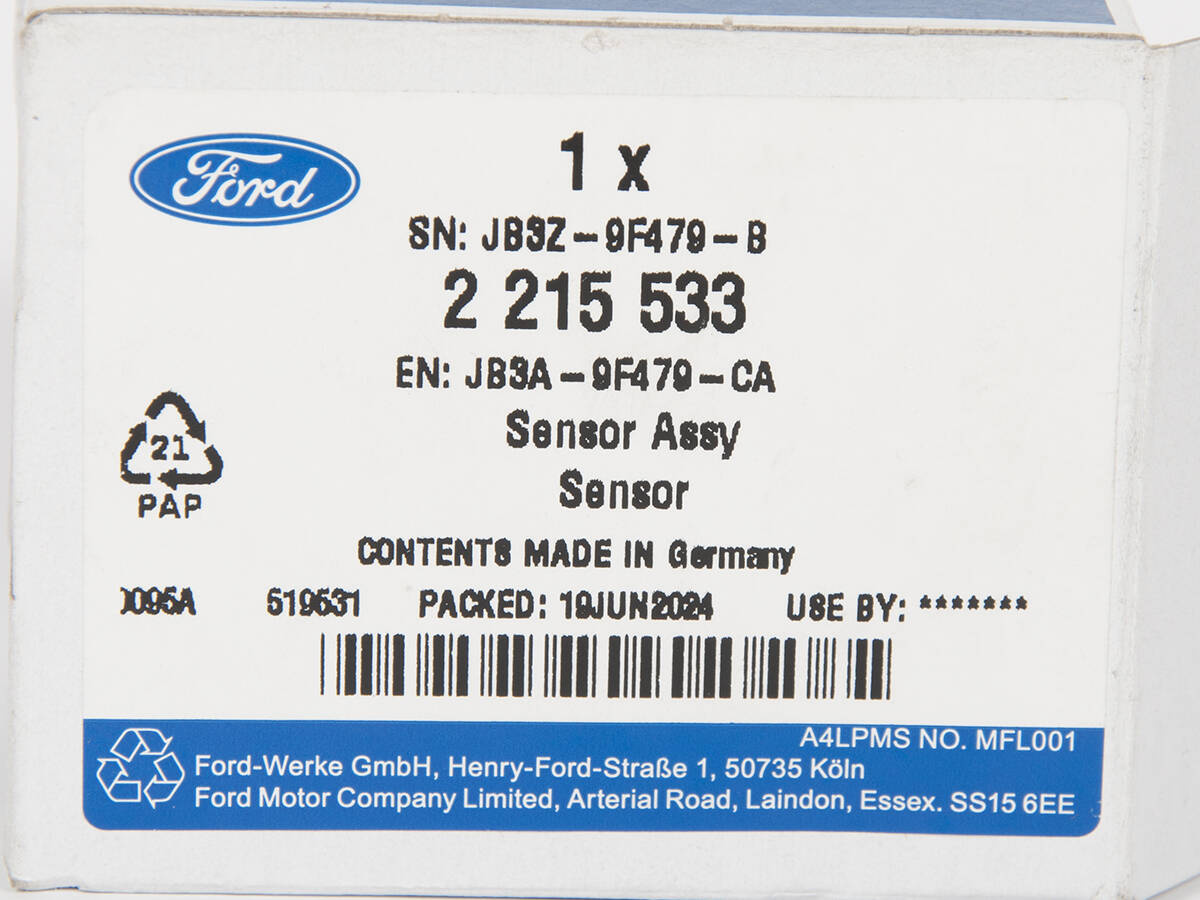 Ford
1 x
SN: JB3Z-9F479-B
2 215 533
EN: JB3A-9F479-CA
Sensor Assy
21
Sensor
PAP
CONTENTS MADE IN Germany
0095A 519531 PACKED: 19JUN2024 USE BY: *******
A4LPMS NO. MFL001
Ford-Werke GmbH, Henry-Ford-Straße 1, 50735 Köln
Ford Motor Company Limited, Arterial Road, Laindon, Essex. SS15 6EE